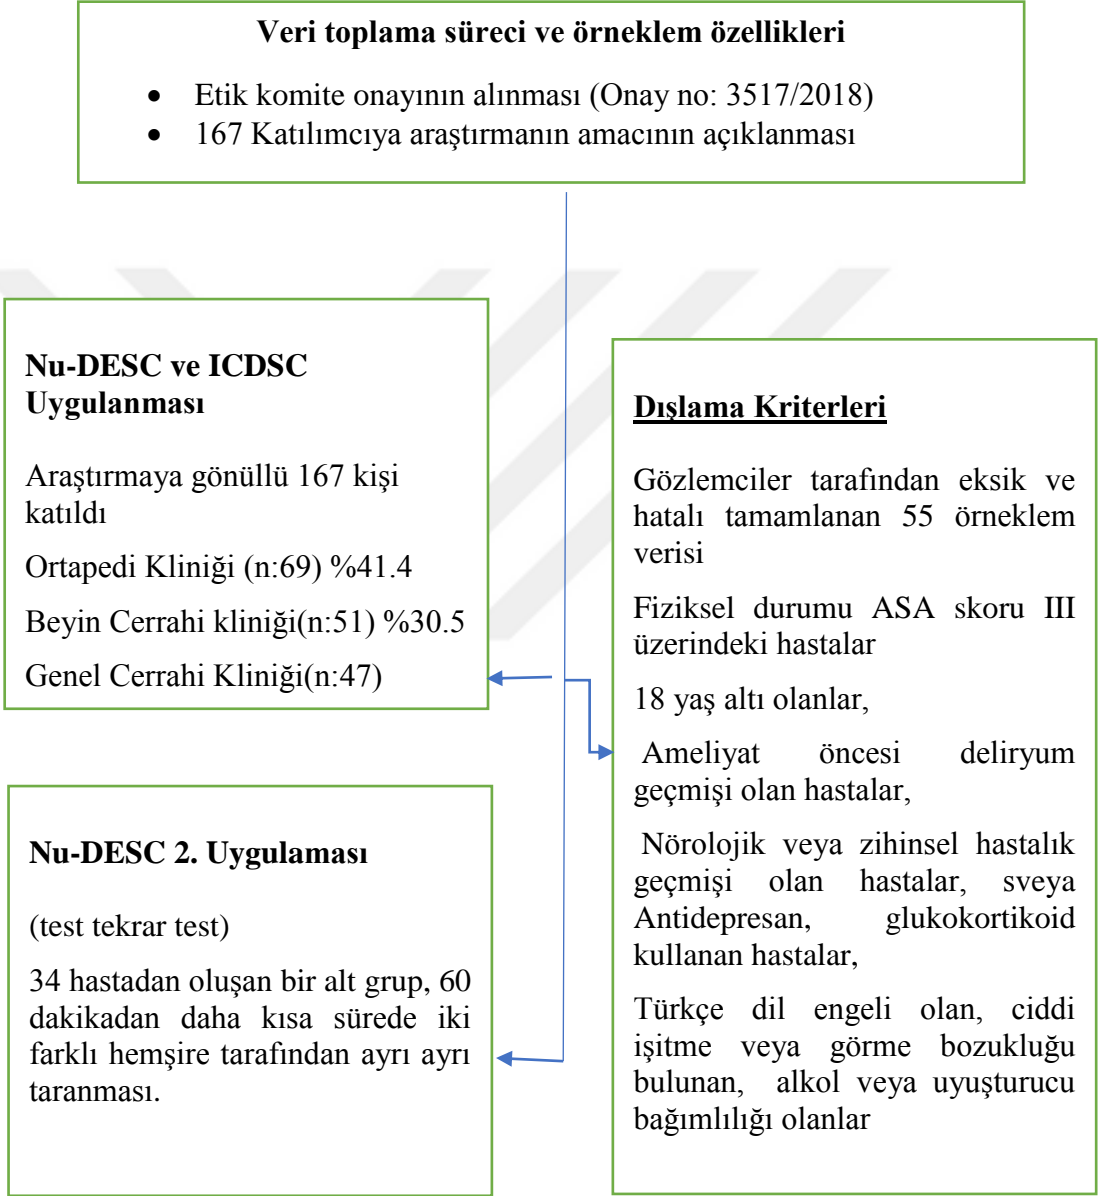 Veri toplama süreci ve örneklem özellikleri
• Etik komite onayının alınması (Onay no: 3517/2018)
• 167 Katılımcıya araştırmanın amacının açıklanması
Nu-DESC ve ICDSC
Uygulanması
Araştırmaya gönüllü 167 kişi
katıldı
Ortapedi Kliniği (n:69) %41.4
Beyin Cerrahi kliniği(n:51) %30.5
Genel Cerrahi Kliniği(n:47)
Nu-DESC 2. Uygulaması
(test tekrar test)
34 hastadan oluşan bir alt grup, 60
dakikadan daha kısa sürede iki
farklı hemşire tarafından ayrı ayrı
taranması.
Dışlama Kriterleri
Gözlemciler tarafından eksik ve
hatalı tamamlanan 55 örneklem
verisi
Fiziksel durumu ASA skoru III
üzerindeki hastalar
18 yaş altı olanlar,
Ameliyat öncesi deliryum
geçmişi olan hastalar,
Nörolojik veya zihinsel hastalık
geçmişi olan hastalar, sveya
Antidepresan, glukokortikoid
kullanan hastalar,
Türkçe dil engeli olan, ciddi
işitme veya görme bozukluğu
bulunan, alkol veya uyuşturucu
bağımlılığı olanlar